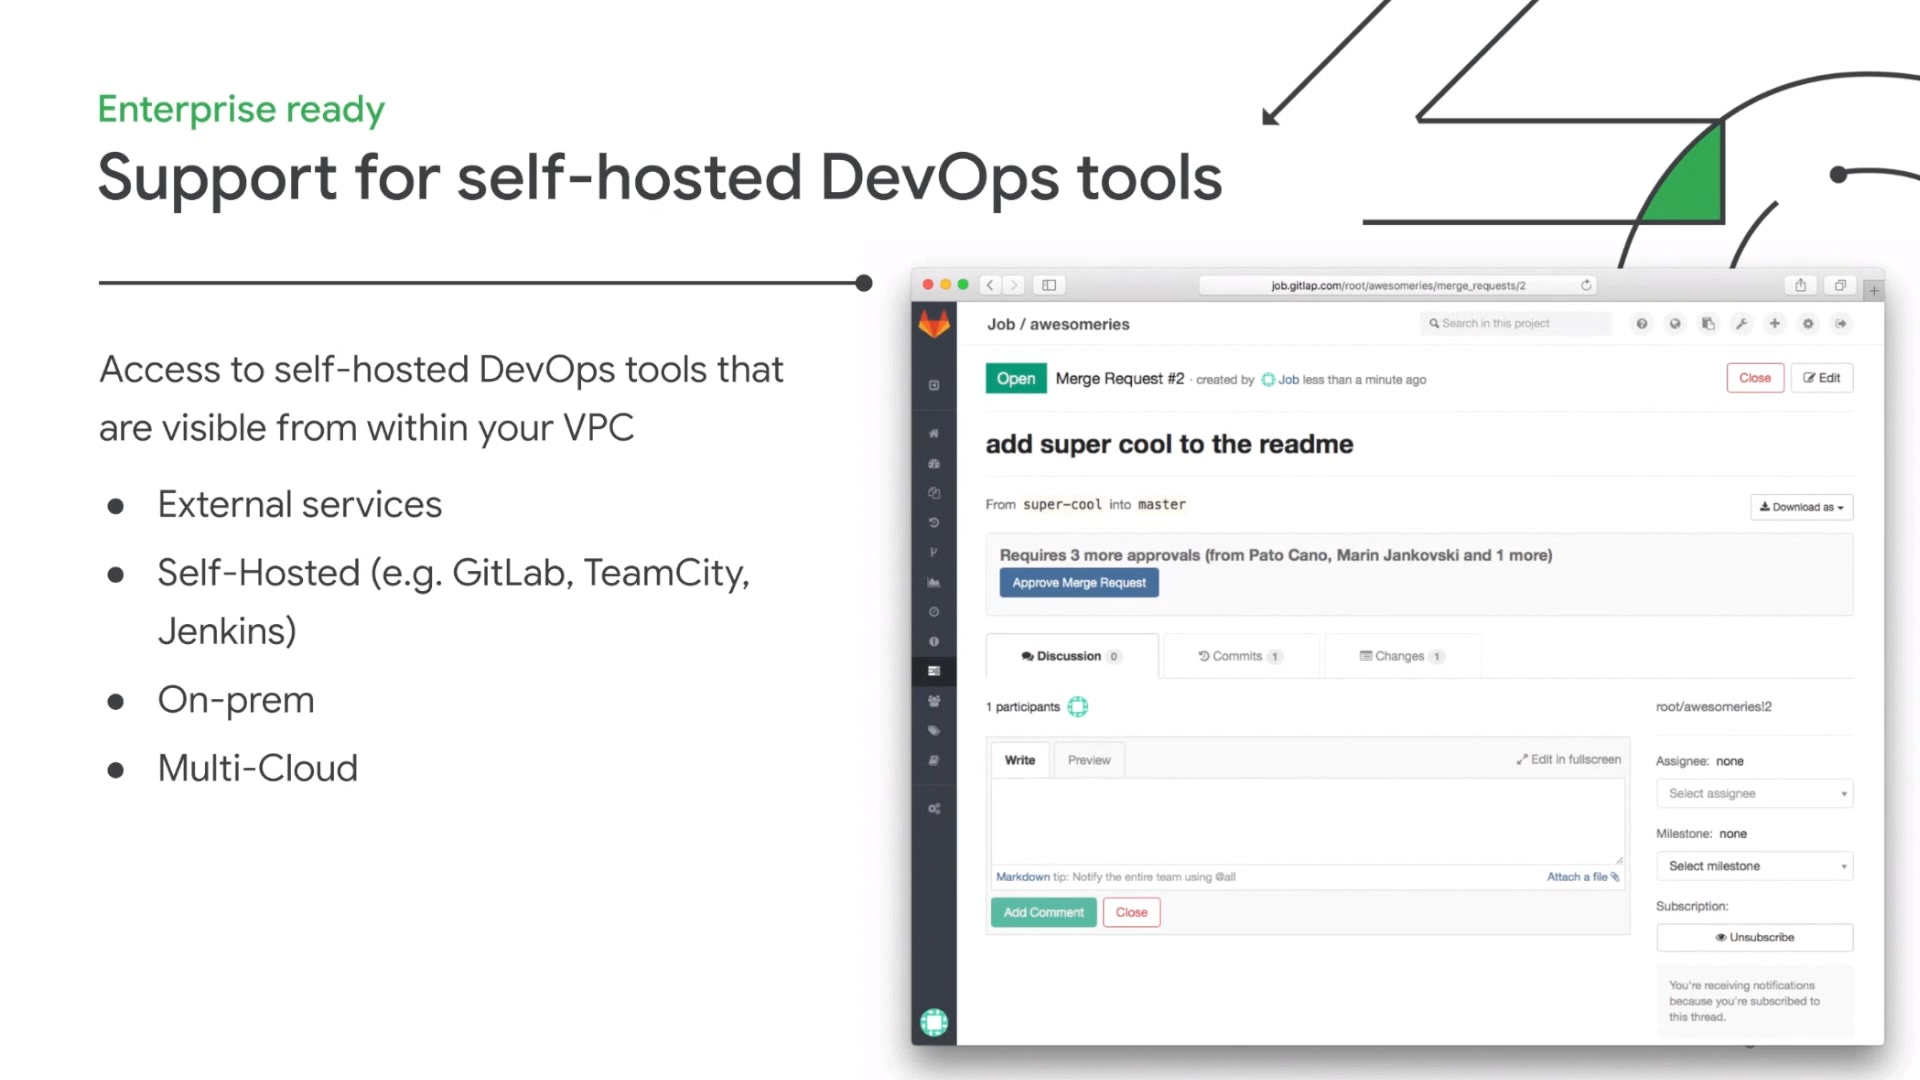 Enterprise ready
Support for self-hosted DevOps tools
Access to self-hosted DevOps tools that
are visible from within your VPC
● External services
● Self-Hosted (e.g. GitLab, TeamCity,
Jenkins)
● On-prem
● Multi-Cloud
job.gitlap.com/root/awesomeries/merge_requests/2
Job / awesomeries
Search in this project
Open Merge Request #2 · created by Job less than a minute ago
Close
Edit
add super cool to the readme
From super-cool into master
Download as
Requires 3 more approvals (from Pato Cano, Marin Jankovski and 1 more)
Approve Merge Request
Discussion 0
Commits 1
Changes 1
1 participants
root/awesomeries!2
Write
Preview
Edit in fullscreen
Assignee: none
Select assignee
Milestone: none
Select milestone
Markdown tip: Notify the entire team using @all
Attach a file
Add Comment
Close
Subscription:
Unsubscribe
You're receiving notifications
because you're subscribed to
this thread.